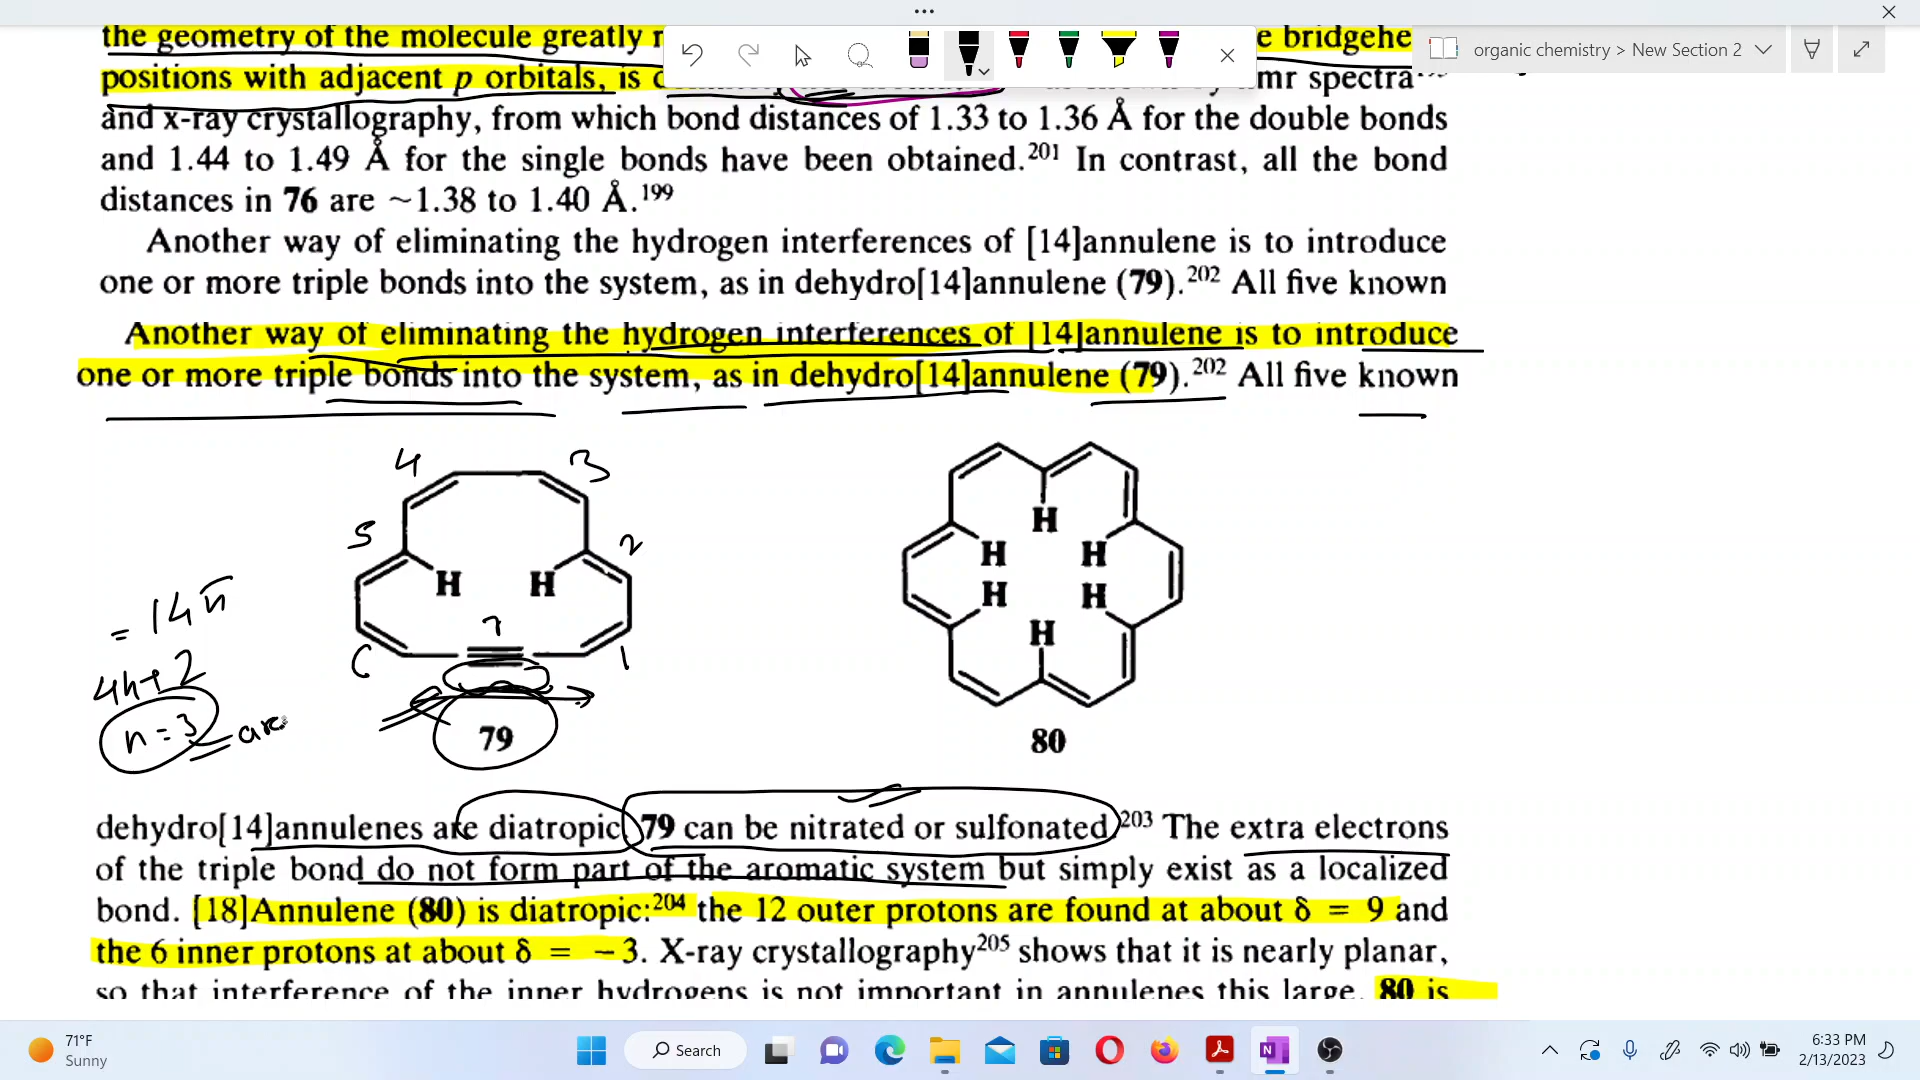 the geometry of the molecule greatly
e bridgehe
organic chemistry > New Section 2
positions with adjacent p orbitals, is
nmr spectra
and x-ray crystallography, from which bond distances of 1.33 to 1.36 Å for the double bonds
and 1.44 to 1.49 Å for the single bonds have been obtained.201 In contrast, all the bond
distances in 76 are ~1.38 to 1.40 Å.199
Another way of eliminating the hydrogen interferences of [14]annulene is to introduce
one or more triple bonds into the system, as in dehydro[14]annulene (79).202 All five known
Another way of eliminating the hydrogen interferences of [14]annulene is to introduce
one or more triple bonds into the system, as in dehydro[14]annulene (79).202 All five known
4 3
5 2
H H
6 7 1
79
= 14π
4n+2
n = 3 are
H
H H
H H
H
80
dehydro[14]annulenes are diatropic. 79 can be nitrated or sulfonated.203 The extra electrons
of the triple bond do not form part of the aromatic system but simply exist as a localized
bond. [18]Annulene (80) is diatropic:204 the 12 outer protons are found at about δ = 9 and
the 6 inner protons at about δ = −3. X-ray crystallography205 shows that it is nearly planar,
so that interference of the inner hydrogens is not important in annulenes this large. 80 is
71°F
Sunny
Search
6:33 PM
2/13/2023